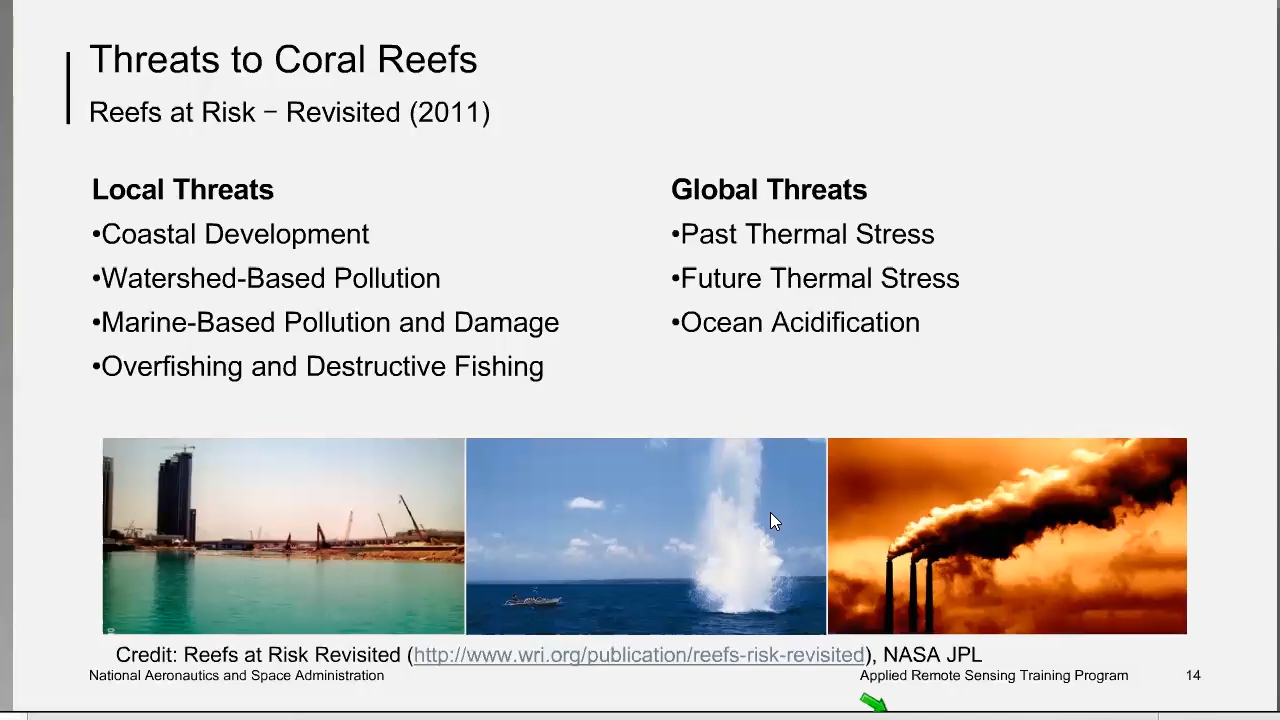 Threats to Coral Reefs
Reefs at Risk – Revisited (2011)
Local Threats
•Coastal Development
•Watershed-Based Pollution
•Marine-Based Pollution and Damage
•Overfishing and Destructive Fishing
Global Threats
•Past Thermal Stress
•Future Thermal Stress
•Ocean Acidification
Credit: Reefs at Risk Revisited (http://www.wri.org/publication/reefs-risk-revisited), NASA JPL
National Aeronautics and Space Administration
Applied Remote Sensing Training Program
14